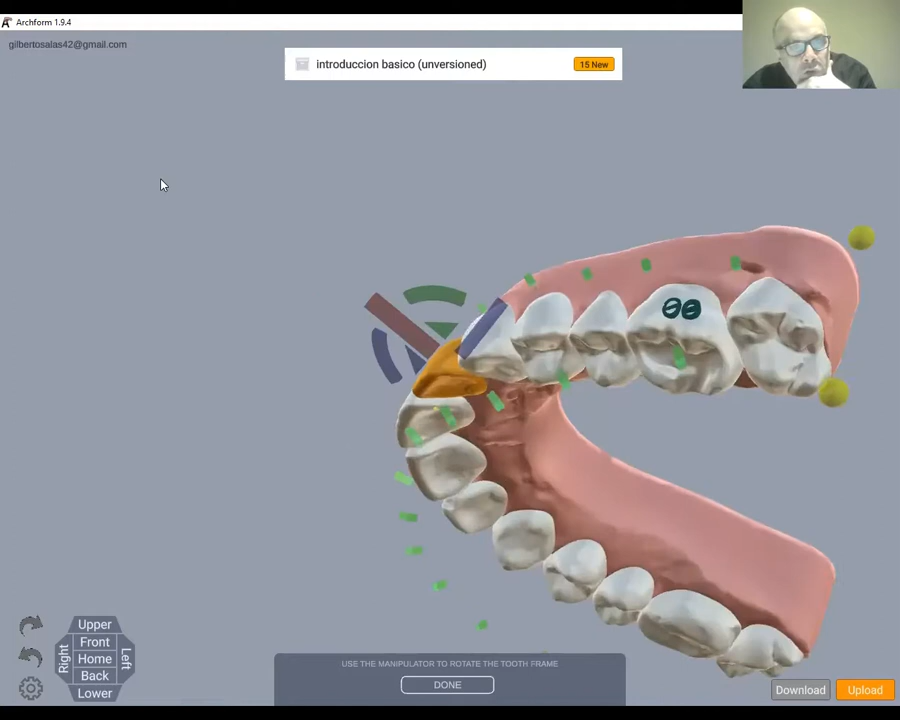 Archform 1.9.4
gilbertosalas42@gmail.com
introduccion basico (unversioned)
15 New
Upper
Front
Right
Home
Left
Back
Lower
USE THE MANIPULATOR TO ROTATE THE TOOTH FRAME
DONE
Download
Upload